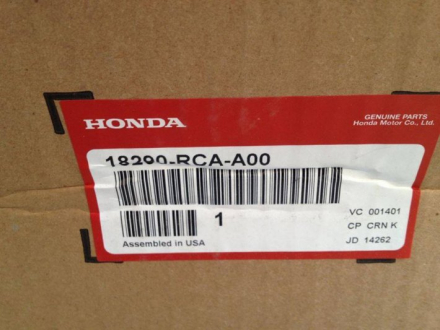 HONDA
GENUINE PARTS
Honda Motor Co., Ltd.
18290-RCA-A00
1
VC 001401
CP CRN K
Assembled in USA
JD 14262